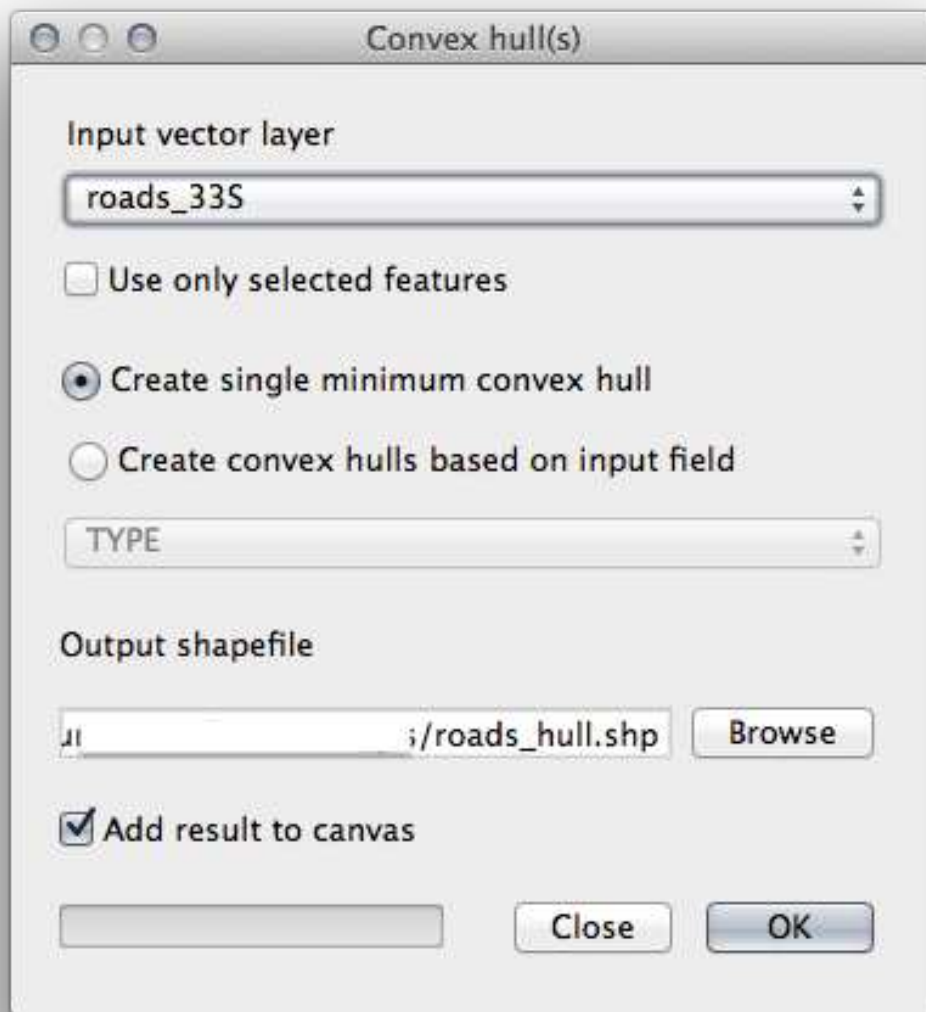 Convex hull(s)
Input vector layer
roads_33S
Use only selected features
Create single minimum convex hull
Create convex hulls based on input field
TYPE
Output shapefile
/roads_hull.shp Browse
Add result to canvas
Close OK